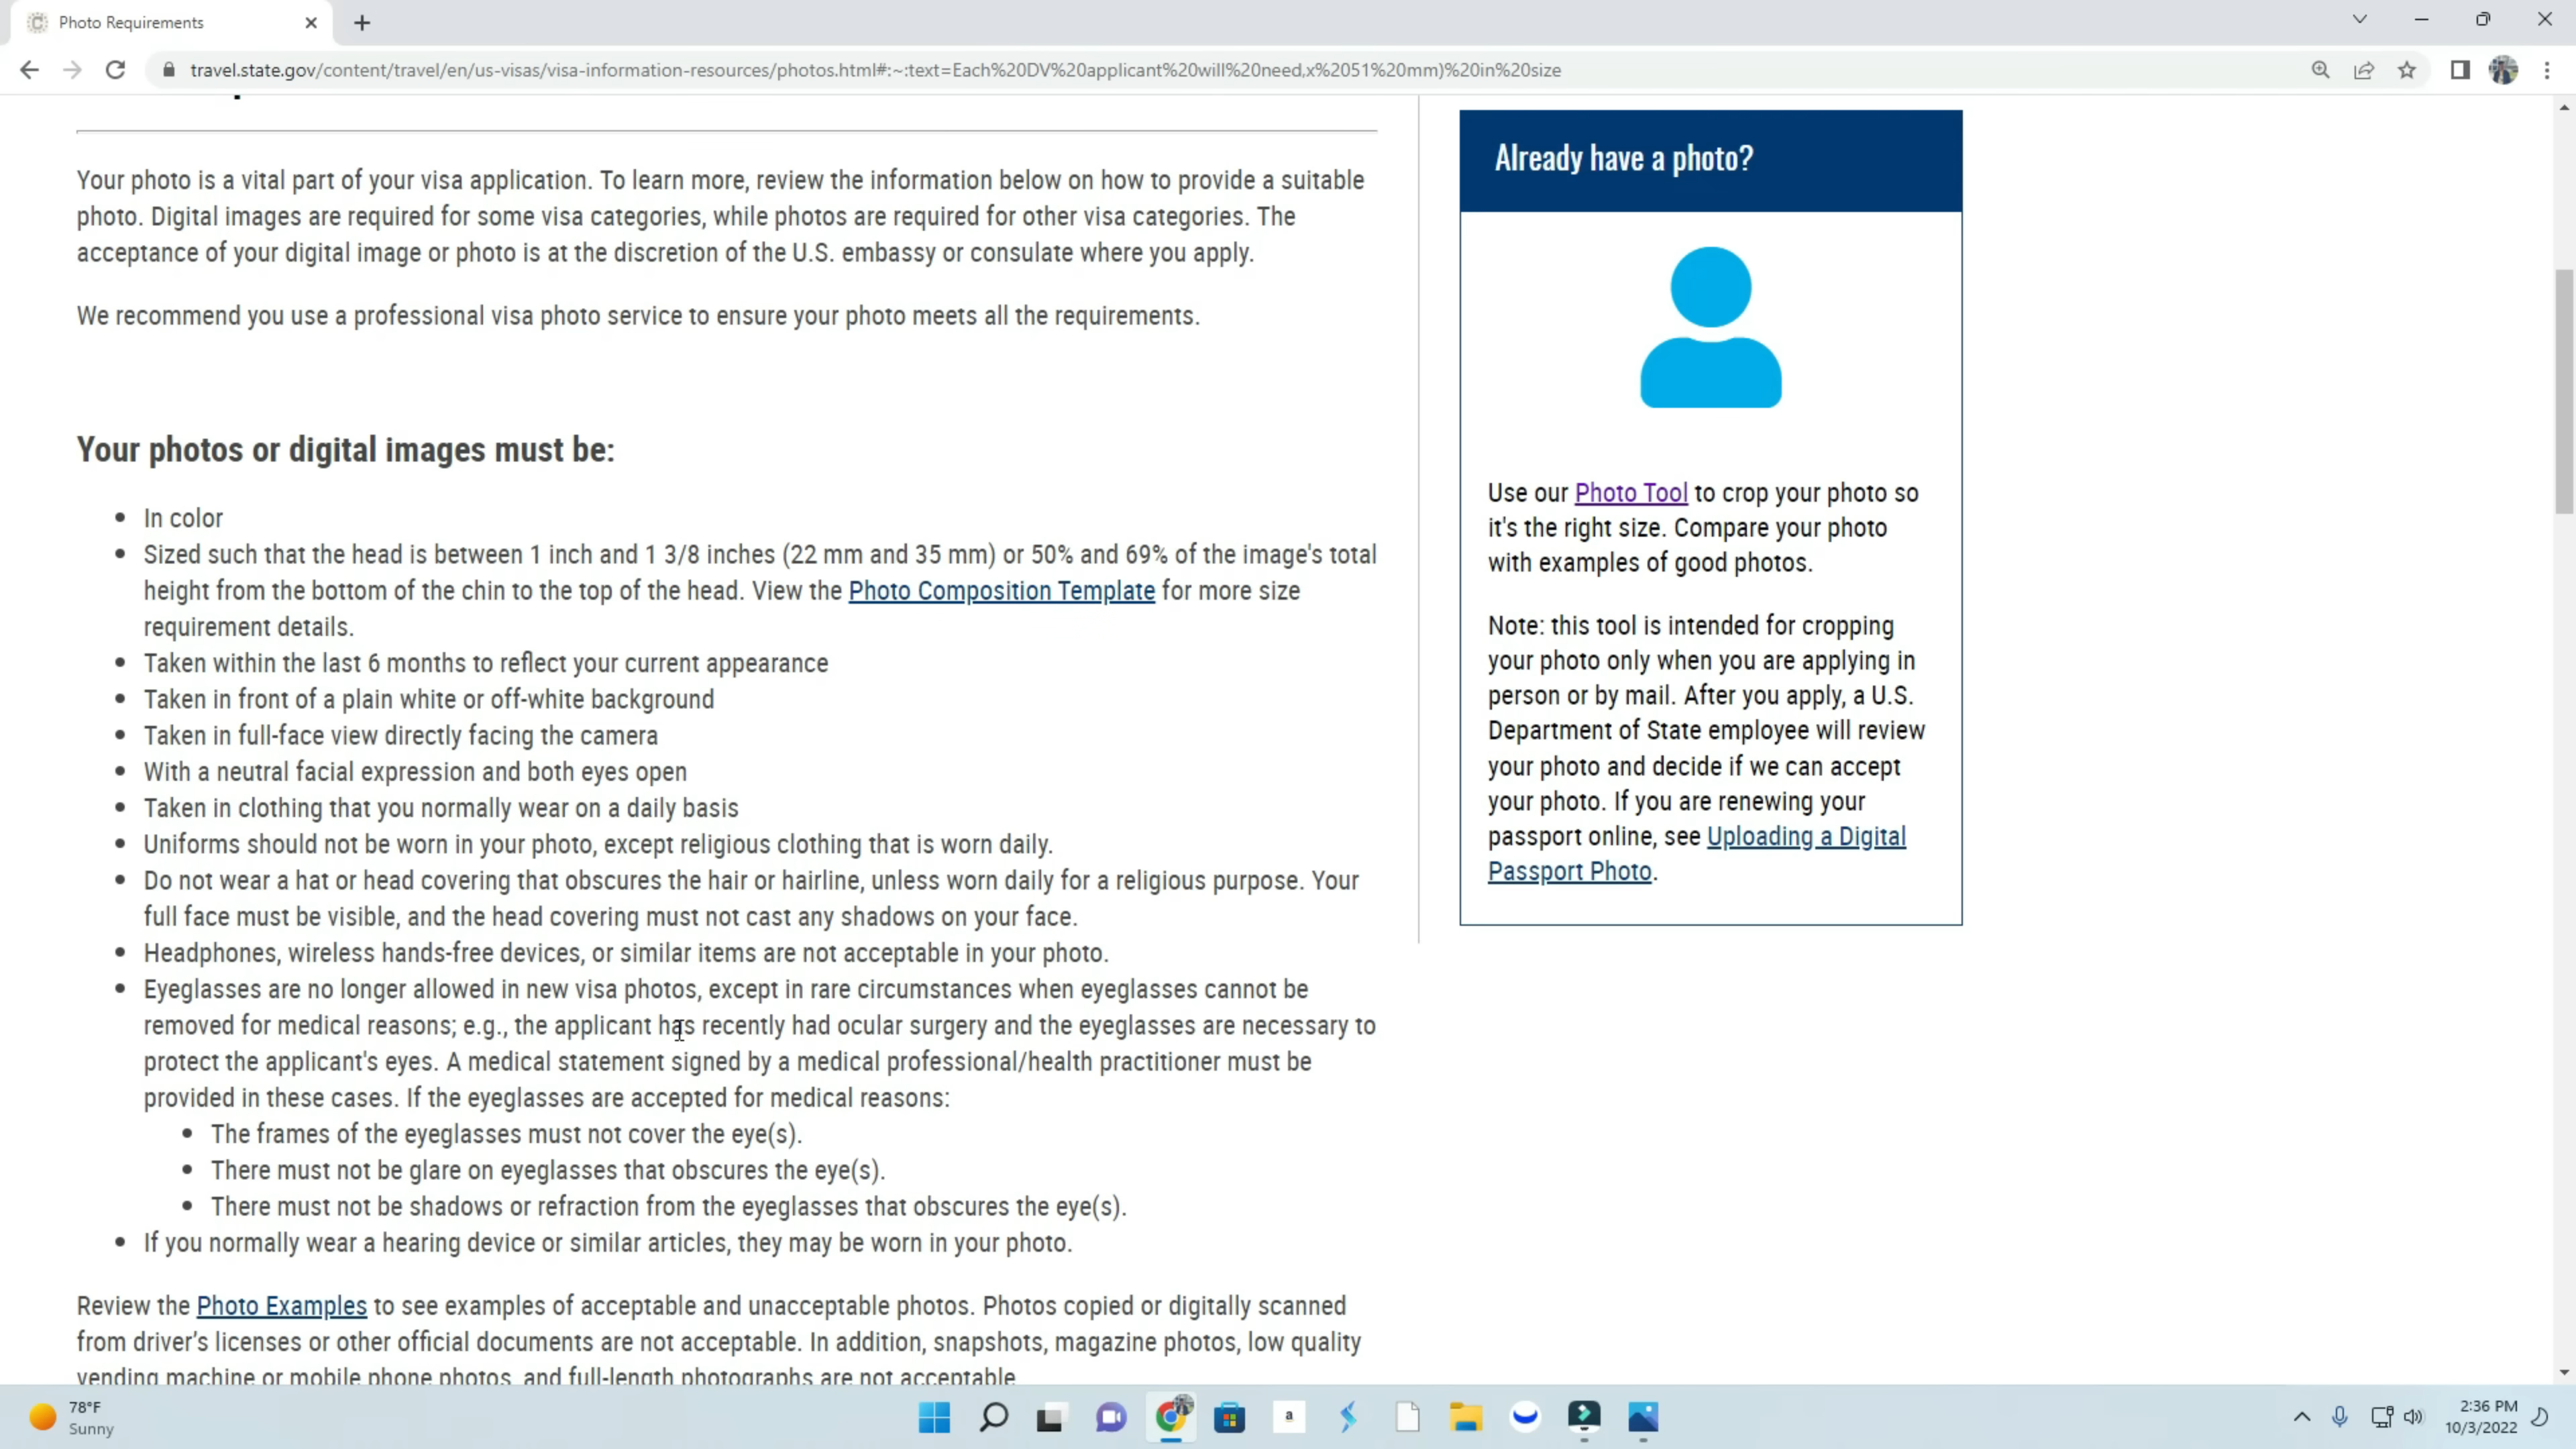 Photo Requirements
travel.state.gov/content/travel/en/us-visas/visa-information-resources/photos.html#:~:text=Each%20DV%20applicant%20will%20need,x%2051%20mm)%20in%20size
Your photo is a vital part of your visa application. To learn more, review the information below on how to provide a suitable
photo. Digital images are required for some visa categories, while photos are required for other visa categories. The
acceptance of your digital image or photo is at the discretion of the U.S. embassy or consulate where you apply.
We recommend you use a professional visa photo service to ensure your photo meets all the requirements.
Your photos or digital images must be:
• In color
• Sized such that the head is between 1 inch and 1 3/8 inches (22 mm and 35 mm) or 50% and 69% of the image's total
height from the bottom of the chin to the top of the head. View the Photo Composition Template for more size
requirement details.
• Taken within the last 6 months to reflect your current appearance
• Taken in front of a plain white or off-white background
• Taken in full-face view directly facing the camera
• With a neutral facial expression and both eyes open
• Taken in clothing that you normally wear on a daily basis
• Uniforms should not be worn in your photo, except religious clothing that is worn daily.
• Do not wear a hat or head covering that obscures the hair or hairline, unless worn daily for a religious purpose. Your
full face must be visible, and the head covering must not cast any shadows on your face.
• Headphones, wireless hands-free devices, or similar items are not acceptable in your photo.
• Eyeglasses are no longer allowed in new visa photos, except in rare circumstances when eyeglasses cannot be
removed for medical reasons; e.g., the applicant has recently had ocular surgery and the eyeglasses are necessary to
protect the applicant's eyes. A medical statement signed by a medical professional/health practitioner must be
provided in these cases. If the eyeglasses are accepted for medical reasons:
• The frames of the eyeglasses must not cover the eye(s).
• There must not be glare on eyeglasses that obscures the eye(s).
• There must not be shadows or refraction from the eyeglasses that obscures the eye(s).
• If you normally wear a hearing device or similar articles, they may be worn in your photo.
Review the Photo Examples to see examples of acceptable and unacceptable photos. Photos copied or digitally scanned
from driver's licenses or other official documents are not acceptable. In addition, snapshots, magazine photos, low quality
vending machine or mobile phone photos, and full-length photographs are not acceptable.
Already have a photo?
Use our Photo Tool to crop your photo so
it's the right size. Compare your photo
with examples of good photos.
Note: this tool is intended for cropping
your photo only when you are applying in
person or by mail. After you apply, a U.S.
Department of State employee will review
your photo and decide if we can accept
your photo. If you are renewing your
passport online, see Uploading a Digital
Passport Photo.
78°F
Sunny
a
2:36 PM
10/3/2022